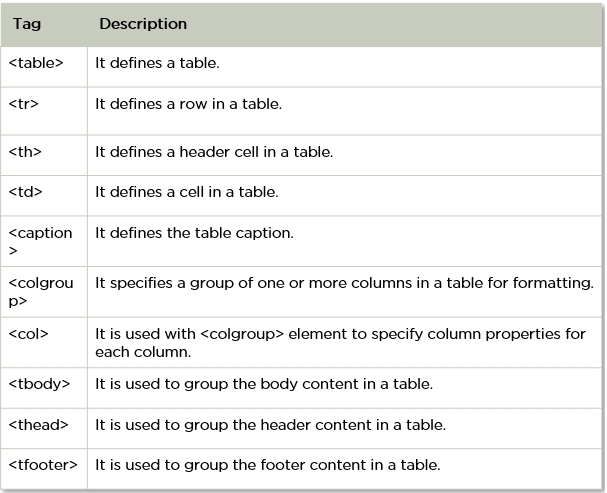 Tag Description
<table> It defines a table.
<tr> It defines a row in a table.
<th> It defines a header cell in a table.
<td> It defines a cell in a table.
<caption It defines the table caption.
>
<colgrou It specifies a group of one or more columns in a table for formatting.
p>
<col> It is used with <colgroup> element to specify column properties for
each column.
<tbody> It is used to group the body content in a table.
<thead> It is used to group the header content in a table.
<tfooter> It is used to group the footer content in a table.